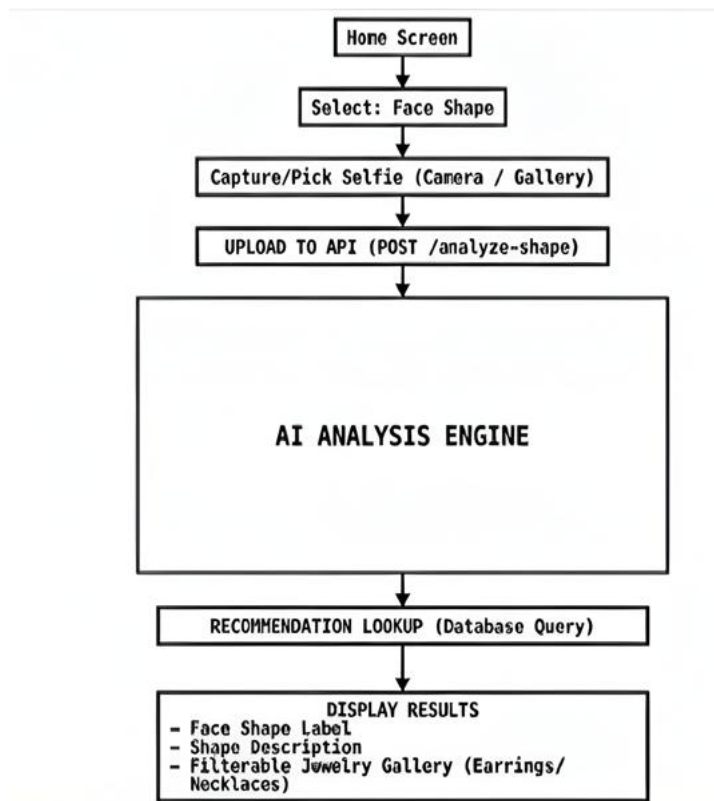 Home Screen
Select: Face Shape
Capture/Pick Selfie (Camera / Gallery)
UPLOAD TO API (POST /analyze-shape)
AI ANALYSIS ENGINE
RECOMMENDATION LOOKUP (Database Query)
DISPLAY RESULTS
– Face Shape Label
– Shape Description
– Filterable Jewelry Gallery (Earrings/
Necklaces)